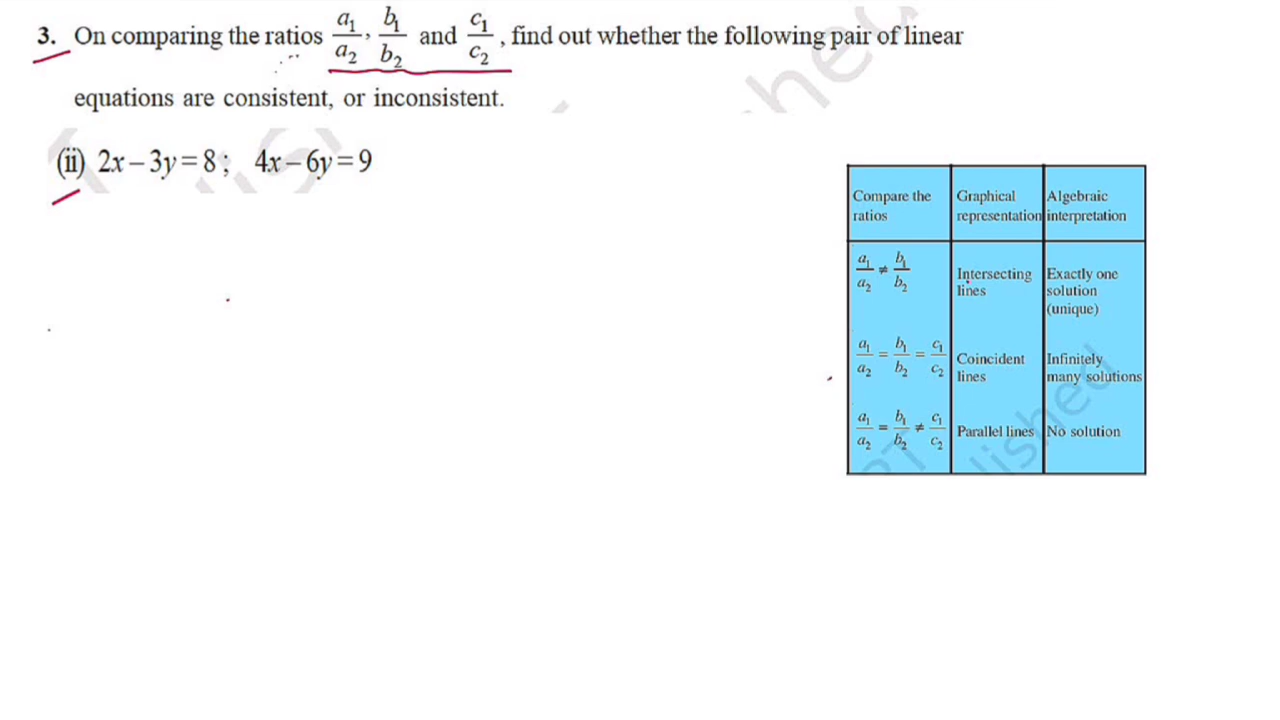 3. On comparing the ratios a₁/a₂, b₁/b₂ and c₁/c₂, find out whether the following pair of linear
equations are consistent, or inconsistent.
(ii) 2x – 3y = 8 ; 4x – 6y = 9
Compare the ratios
Graphical representation
Algebraic interpretation
a₁/a₂ ≠ b₁/b₂
Intersecting lines
Exactly one solution (unique)
a₁/a₂ = b₁/b₂ = c₁/c₂
Coincident lines
Infinitely many solutions
a₁/a₂ = b₁/b₂ ≠ c₁/c₂
Parallel lines
No solution